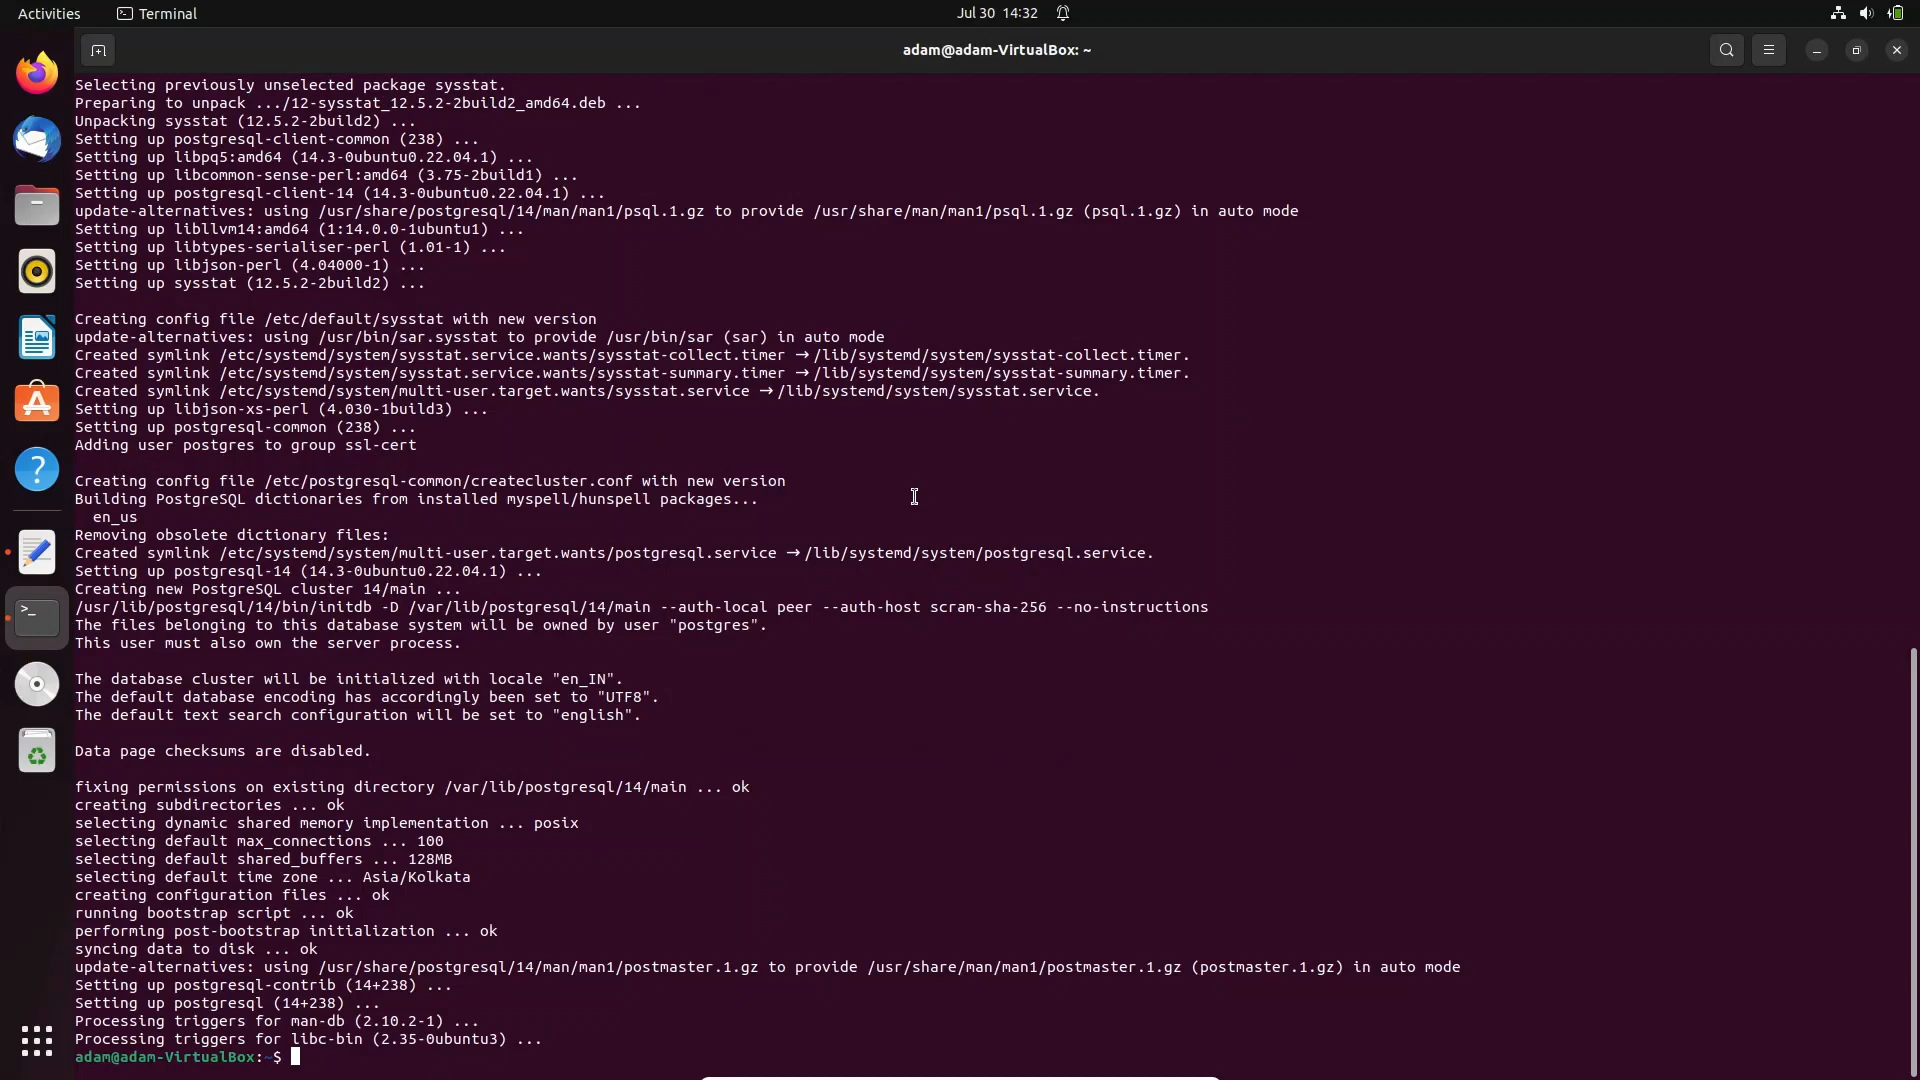 Activities
Terminal
Jul 30 14:32
adam@adam-VirtualBox: ~
Selecting previously unselected package sysstat.
Preparing to unpack .../12-sysstat_12.5.2-2build2_amd64.deb ...
Unpacking sysstat (12.5.2-2build2) ...
Setting up postgresql-client-common (238) ...
Setting up libpq5:amd64 (14.3-0ubuntu0.22.04.1) ...
Setting up libcommon-sense-perl:amd64 (3.75-2build1) ...
Setting up postgresql-client-14 (14.3-0ubuntu0.22.04.1) ...
update-alternatives: using /usr/share/postgresql/14/man/man1/psql.1.gz to provide /usr/share/man/man1/psql.1.gz (psql.1.gz) in auto mode
Setting up libllvm14:amd64 (1:14.0.0-1ubuntu1) ...
Setting up libtypes-serialiser-perl (1.01-1) ...
Setting up libjson-perl (4.04000-1) ...
Setting up sysstat (12.5.2-2build2) ...
Creating config file /etc/default/sysstat with new version
update-alternatives: using /usr/bin/sar.sysstat to provide /usr/bin/sar (sar) in auto mode
Created symlink /etc/systemd/system/sysstat.service.wants/sysstat-collect.timer → /lib/systemd/system/sysstat-collect.timer.
Created symlink /etc/systemd/system/sysstat.service.wants/sysstat-summary.timer → /lib/systemd/system/sysstat-summary.timer.
Created symlink /etc/systemd/system/multi-user.target.wants/sysstat.service → /lib/systemd/system/sysstat.service.
Setting up libjson-xs-perl (4.030-1build3) ...
Setting up postgresql-common (238) ...
Adding user postgres to group ssl-cert
Creating config file /etc/postgresql-common/createcluster.conf with new version
Building PostgreSQL dictionaries from installed myspell/hunspell packages...
en_us
Removing obsolete dictionary files:
Created symlink /etc/systemd/system/multi-user.target.wants/postgresql.service → /lib/systemd/system/postgresql.service.
Setting up postgresql-14 (14.3-0ubuntu0.22.04.1) ...
Creating new PostgreSQL cluster 14/main ...
/usr/lib/postgresql/14/bin/initdb -D /var/lib/postgresql/14/main --auth-local peer --auth-host scram-sha-256 --no-instructions
The files belonging to this database system will be owned by user "postgres".
This user must also own the server process.
The database cluster will be initialized with locale "en_IN".
The default database encoding has accordingly been set to "UTF8".
The default text search configuration will be set to "english".
Data page checksums are disabled.
fixing permissions on existing directory /var/lib/postgresql/14/main ... ok
creating subdirectories ... ok
selecting dynamic shared memory implementation ... posix
selecting default max_connections ... 100
selecting default shared_buffers ... 128MB
selecting default time zone ... Asia/Kolkata
creating configuration files ... ok
running bootstrap script ... ok
performing post-bootstrap initialization ... ok
syncing data to disk ... ok
update-alternatives: using /usr/share/postgresql/14/man/man1/postmaster.1.gz to provide /usr/share/man/man1/postmaster.1.gz (postmaster.1.gz) in auto mode
Setting up postgresql-contrib (14+238) ...
Setting up postgresql (14+238) ...
Processing triggers for man-db (2.10.2-1) ...
Processing triggers for libc-bin (2.35-0ubuntu3) ...
adam@adam-VirtualBox:~$